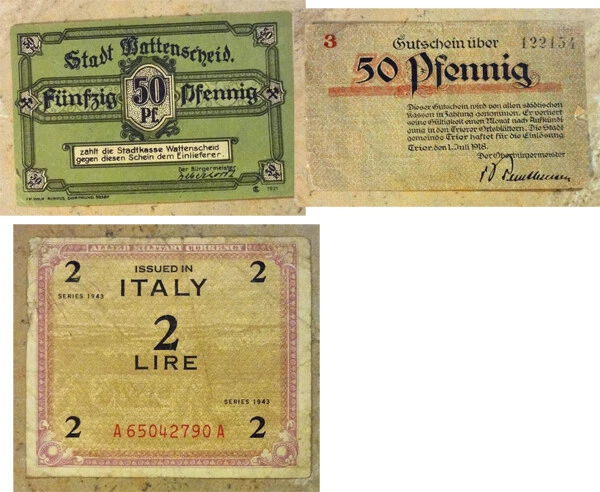 Stadt Wattenscheid.
Fünfzig 50 Pfennig
Pf.
zahlt die Stadtkasse Wattenscheid
gegen diesen Schein dem Einlieferer.
Der Bürgermeister
1921
3 Gutschein über 122154
50 Pfennig
Dieser Gutschein wird von allen städtischen
Kassen in Zahlung genommen. Er verliert
seine Gültigkeit einen Monat nach Aufkündig
ung in den Trierer Ortsblättern. Die Stadt
gemeinde Trier haftet für die Einlösung
Trier, den 1. Juli 1918.
Der Oberbürgermeister
ALLIED MILITARY CURRENCY
2 ISSUED IN 2
SERIES 1943 ITALY
2
LIRE
SERIES 1943
2 A 65042790 A 2